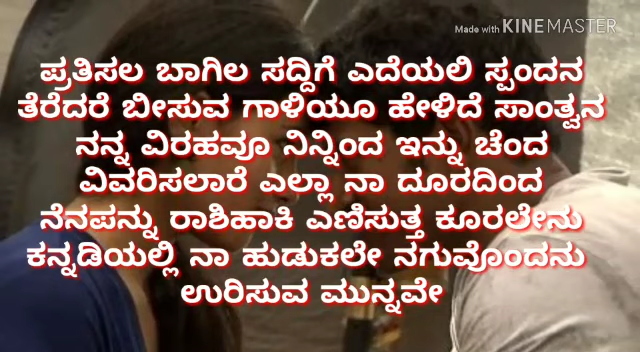 Made with KINEMASTER
ಪ್ರತಿಸಲ ಬಾಗಿಲ ಸದ್ದಿಗೆ ಎದೆಯಲಿ ಸ್ಪಂದನ
ತೆರೆದರೆ ಬೀಸುವ ಗಾಳಿಯೂ ಹೇಳಿದೆ ಸಾಂತ್ವನ
ನನ್ನ ವಿರಹವೂ ನಿನ್ನಿಂದ ಇನ್ನು ಚೆಂದ
ವಿವರಿಸಲಾರೆ ಎಲ್ಲಾ ನಾ ದೂರದಿಂದ
ನೆನಪನ್ನು ರಾಶಿಹಾಕಿ ಎಣಿಸುತ್ತ ಕೂರಲೇನು
ಕನ್ನಡಿಯಲ್ಲಿ ನಾ ಹುಡುಕಲೇ ನಗುವೊಂದನು
ಉರಿಸುವ ಮುನ್ನವೇ